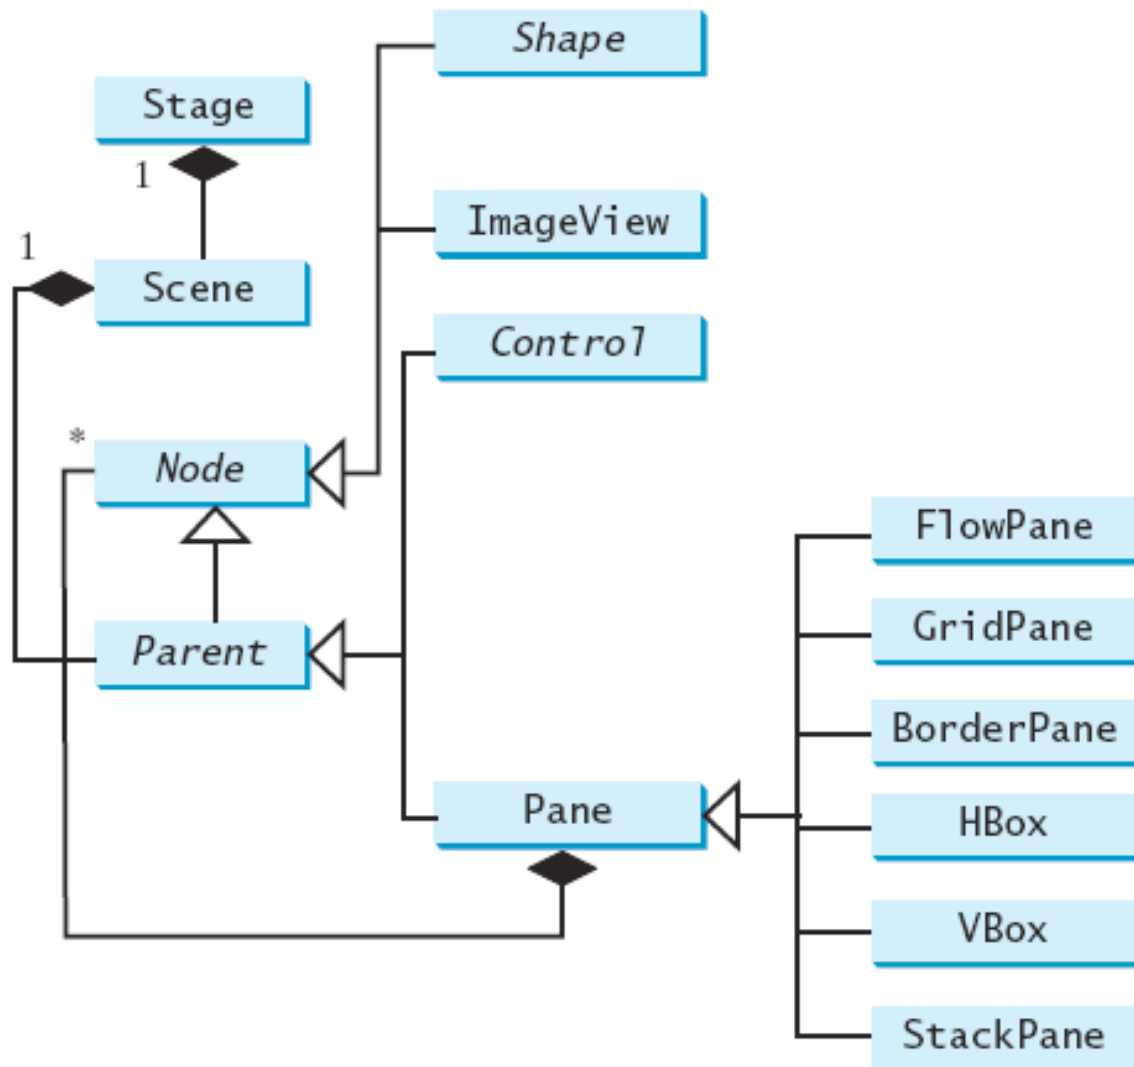 Shape
Stage
1
ImageView
1
Scene
Control
*
Node
FlowPane
GridPane
Parent
BorderPane
Pane
HBox
VBox
StackPane